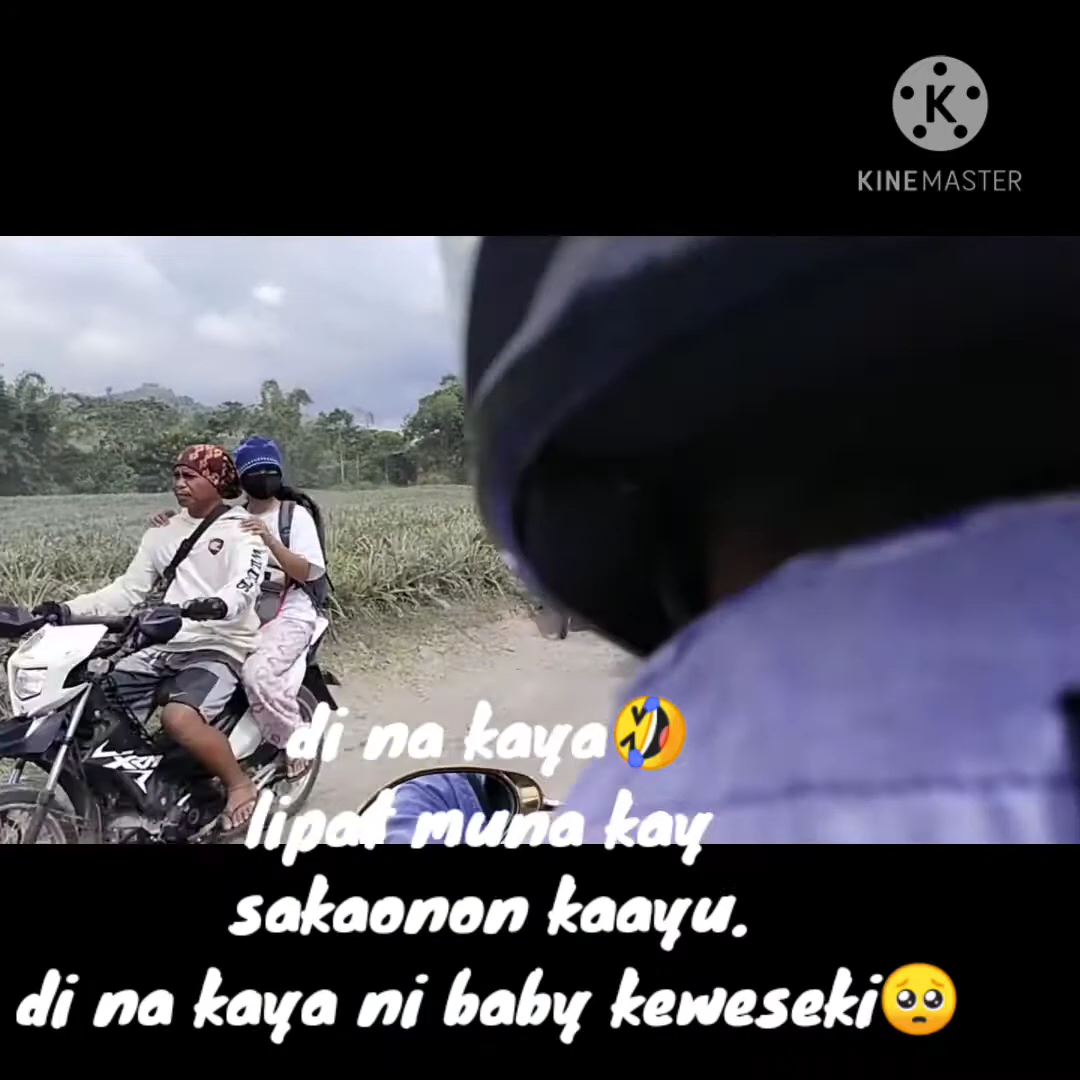 K
KINEMASTER
di na kaya🤣
lipat muna kay
sakaonon kaayu.
di na kaya ni baby keweseki🥺